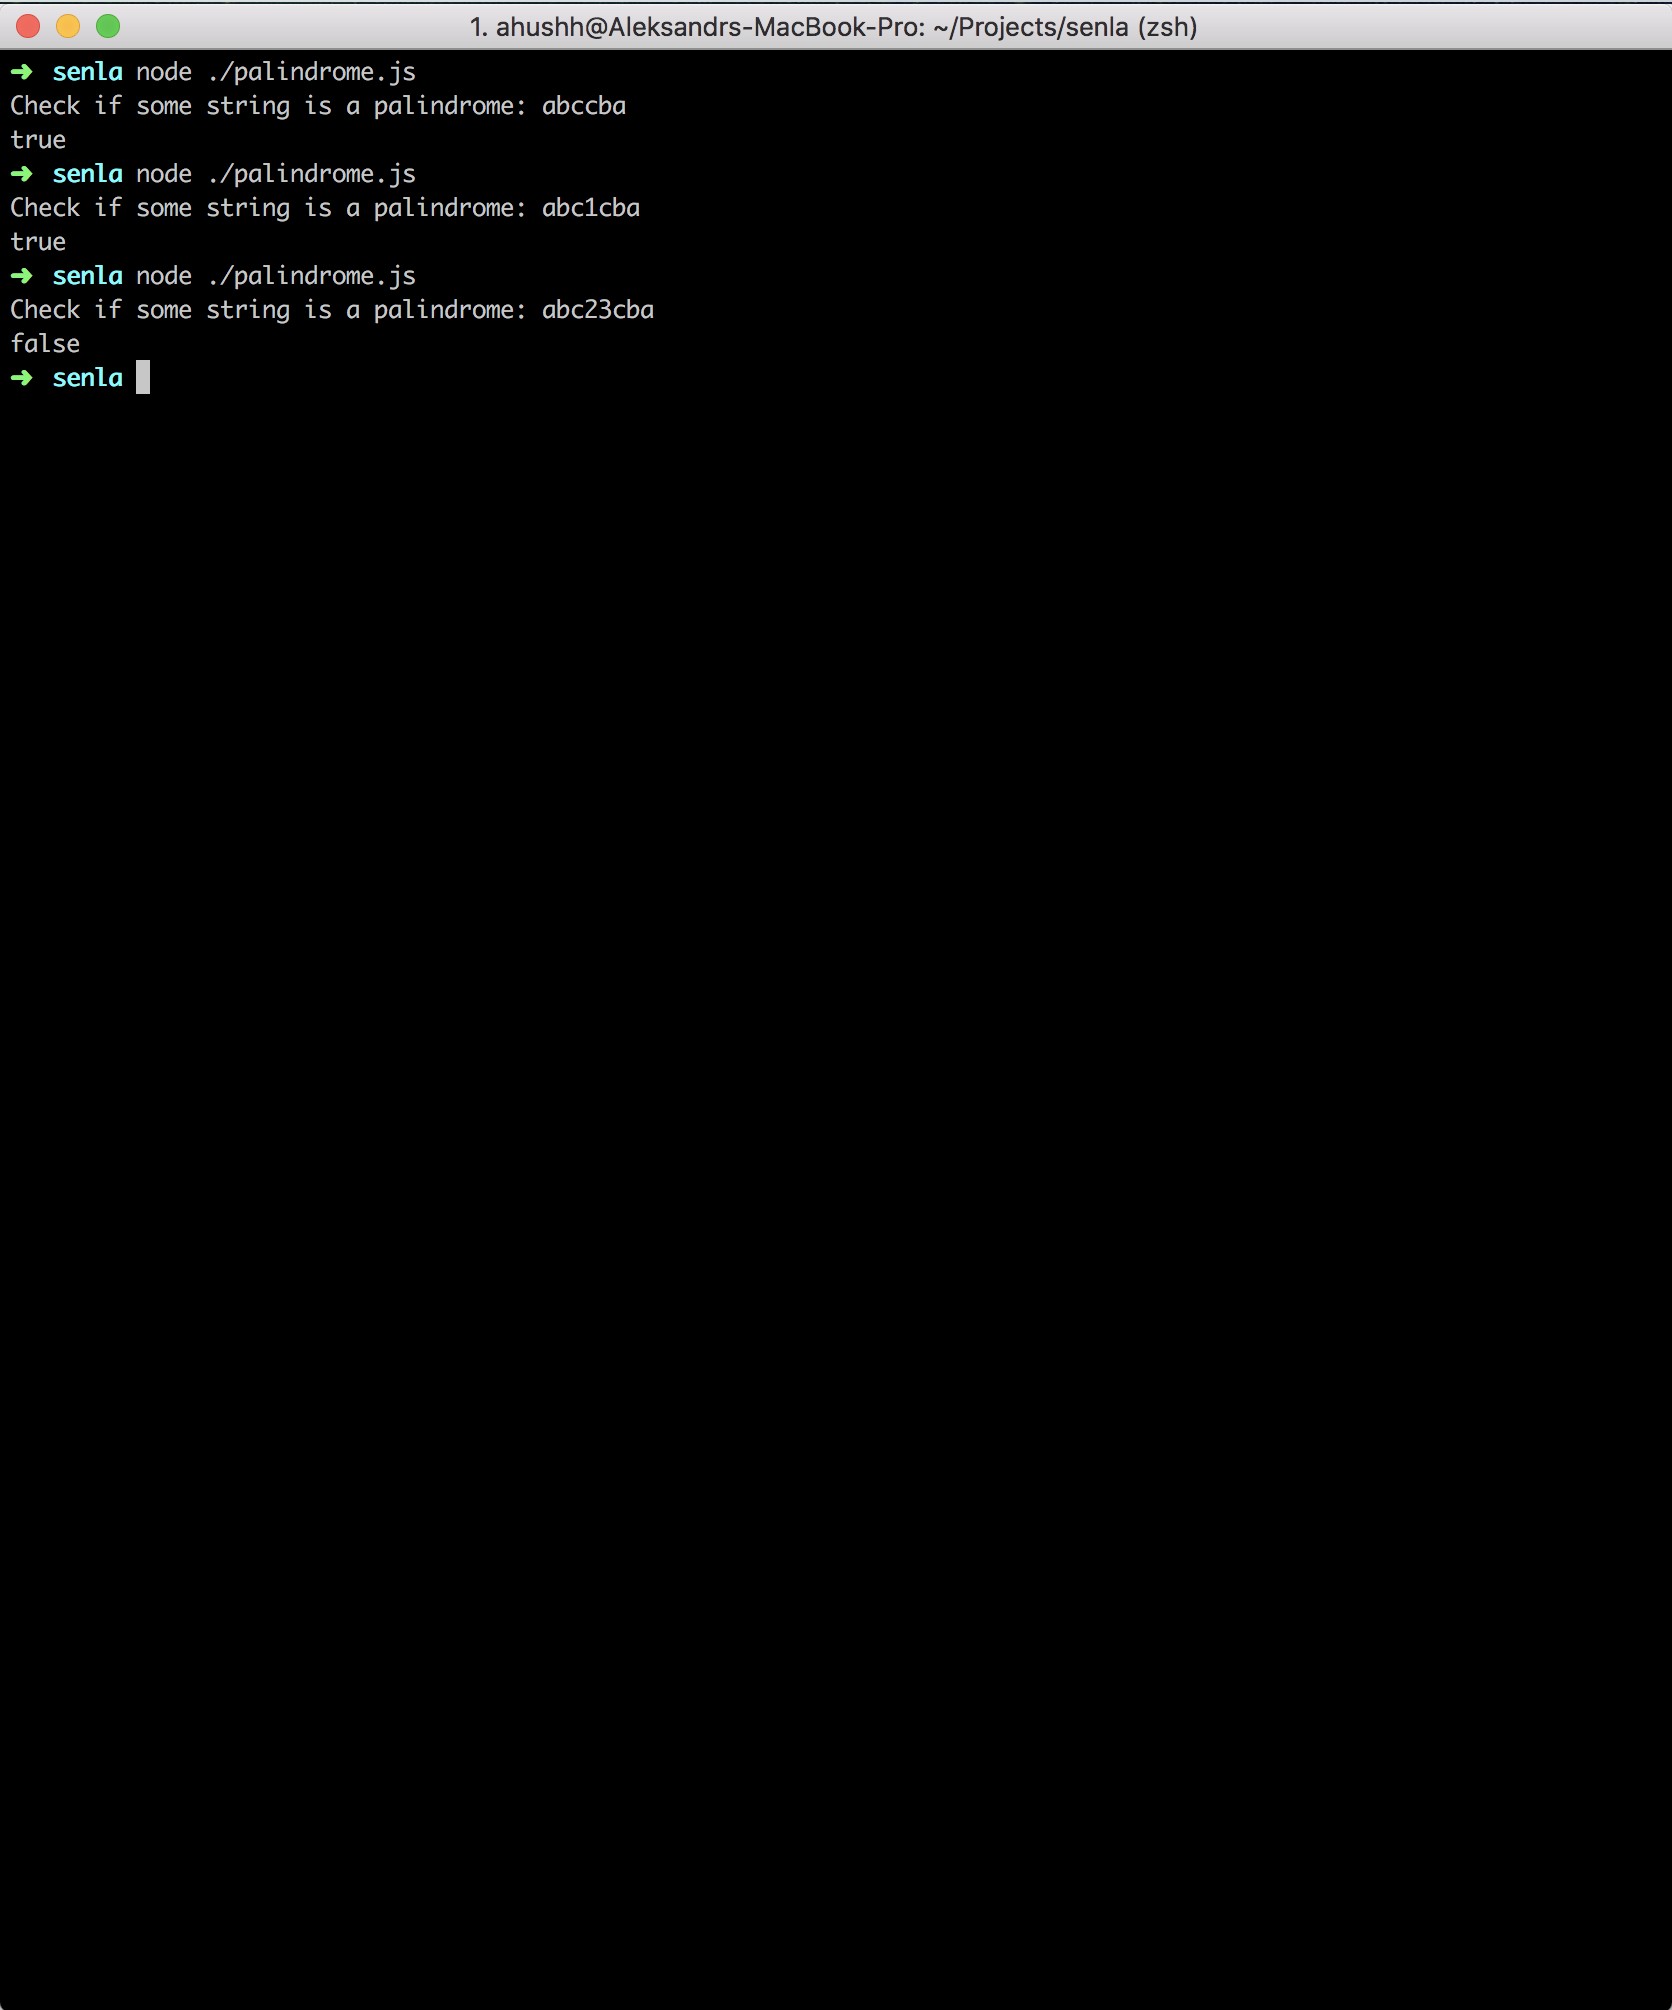 1. ahushh@Aleksandrs-MacBook-Pro: ~/Projects/senla (zsh)
➜ senla node ./palindrome.js
Check if some string is a palindrome: abccba
true
➜ senla node ./palindrome.js
Check if some string is a palindrome: abc1cba
true
➜ senla node ./palindrome.js
Check if some string is a palindrome: abc23cba
false
➜ senla